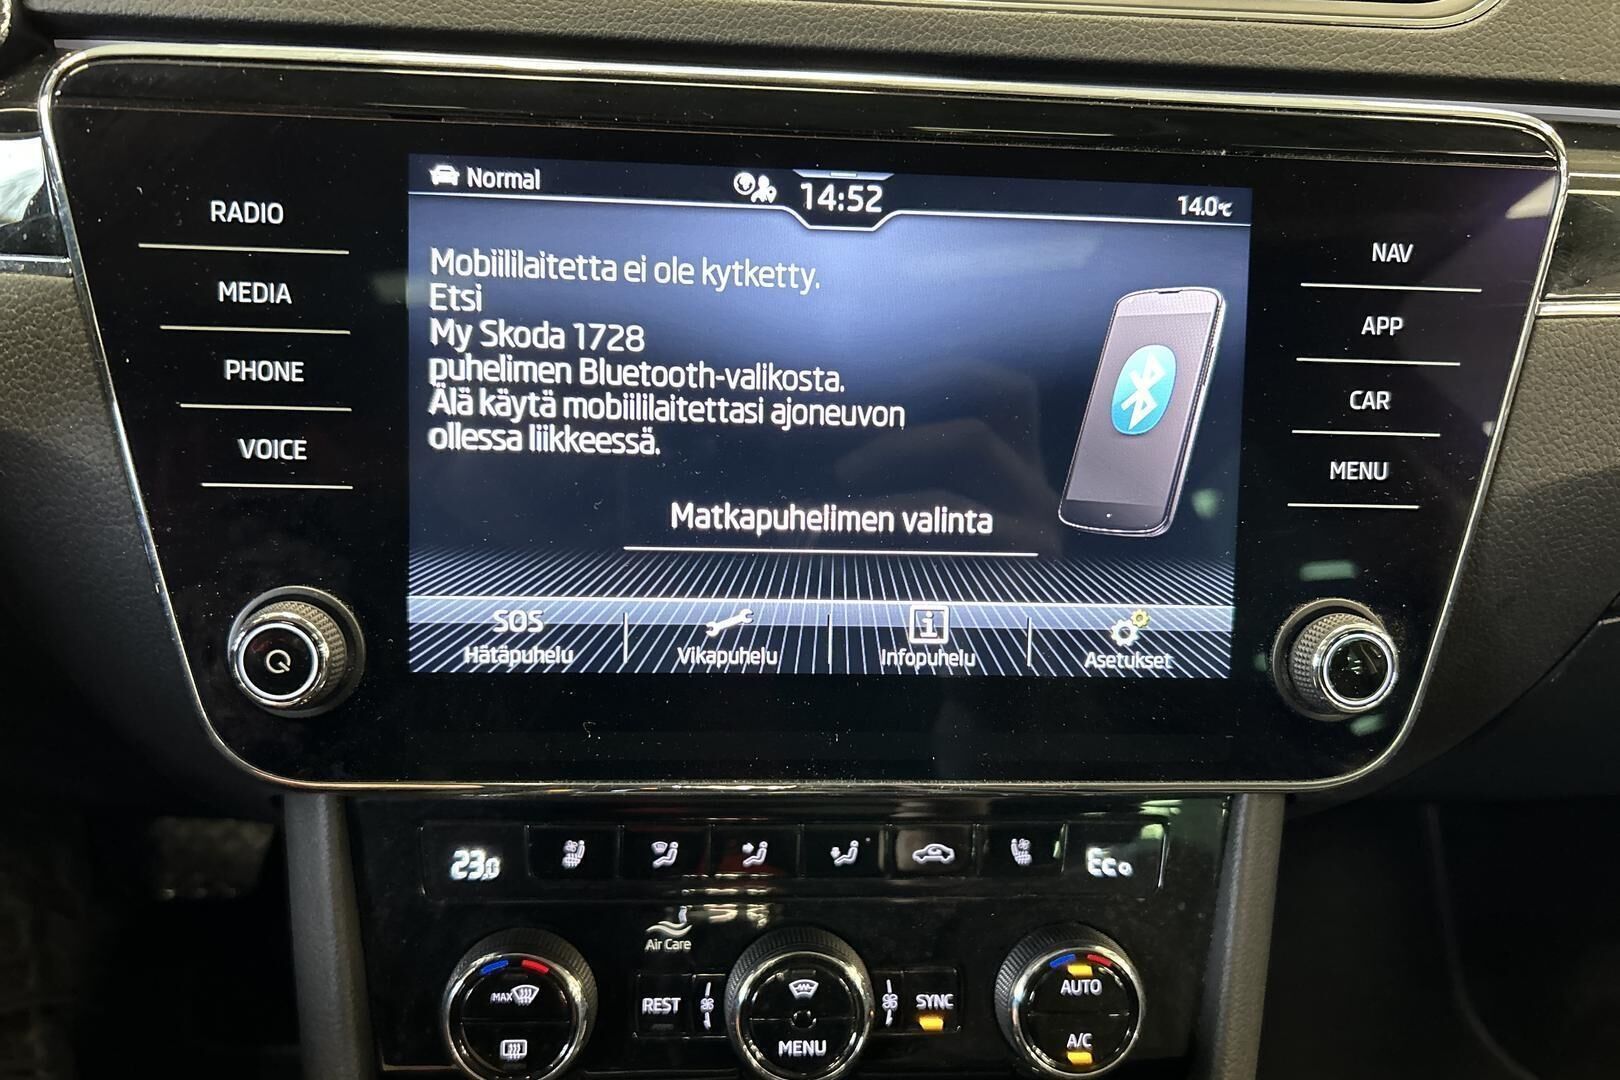 Normal
14:52
14.0°C
RADIO
MEDIA
PHONE
VOICE
NAV
APP
CAR
MENU
Mobiililaitetta ei ole kytketty.
Etsi
My Skoda 1728
puhelimen Bluetooth-valikosta.
Älä käytä mobiililaitettasi ajoneuvon
ollessa liikkeessä.
Matkapuhelimen valinta
SOS
Hätäpuhelu
Vikapuhelu
i
Infopuhelu
Asetukset
23.0
Eco
Air Care
MAX
REST
MENU
SYNC
AUTO
A/C